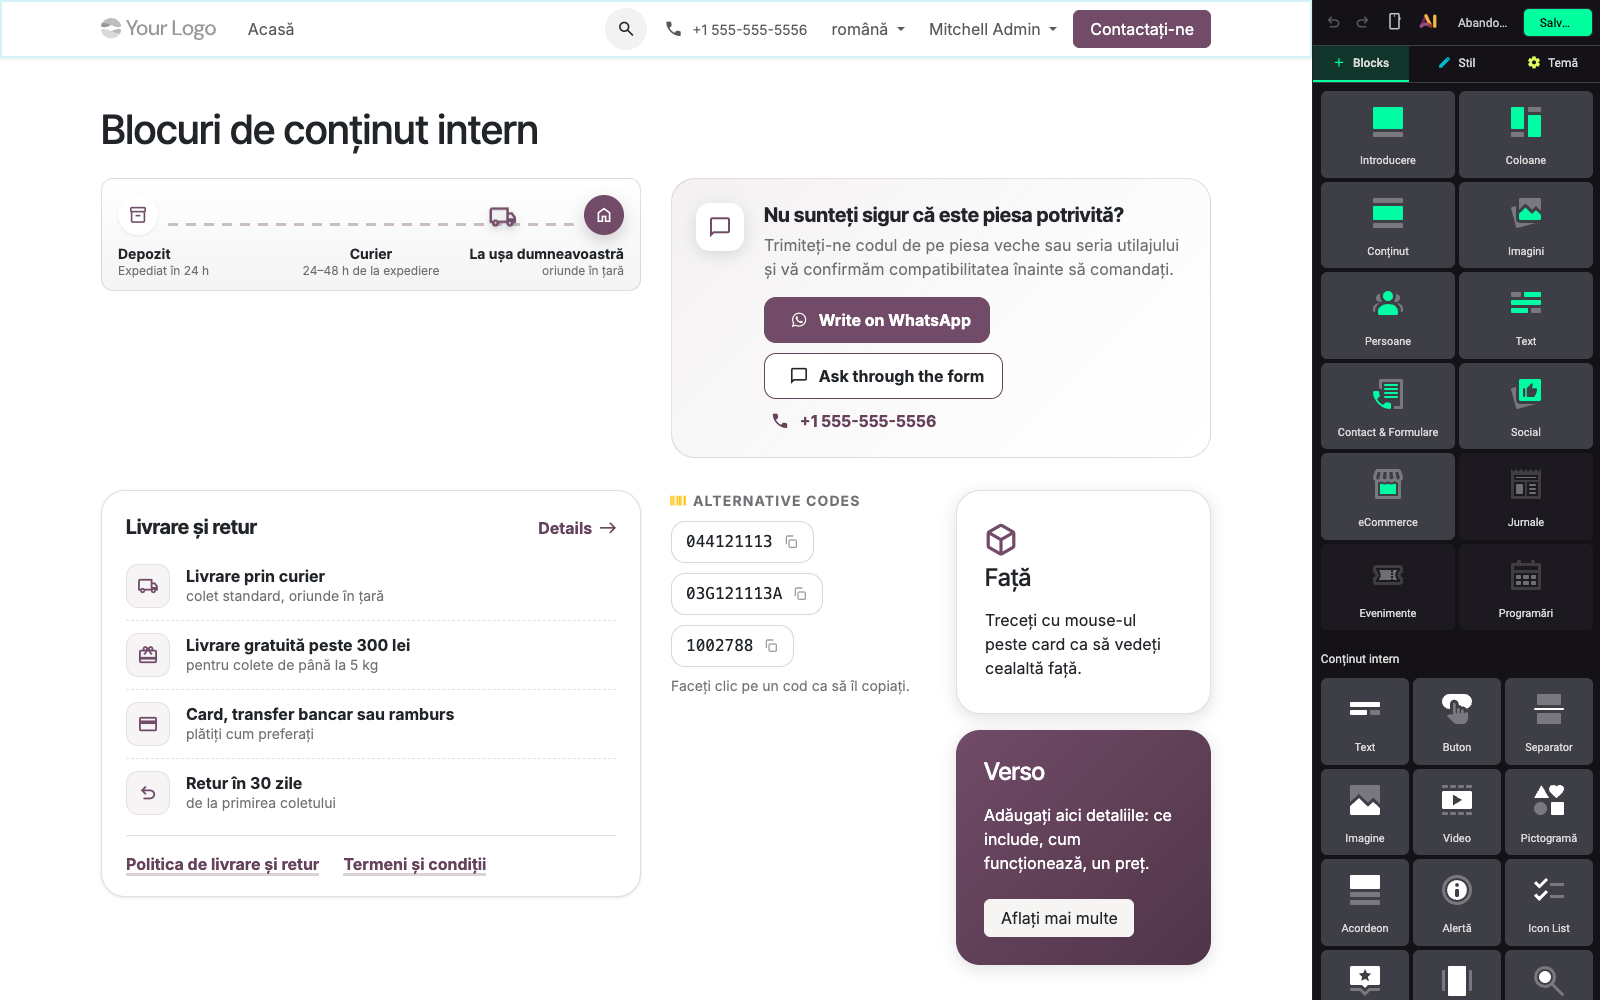 Your Logo
Acasă
+1 555-555-5556
română
Mitchell Admin
Contactați-ne
Blocuri de conținut intern
Depozit
Expediat în 24 h
Curier
24–48 h de la expediere
La ușa dumneavoastră
oriunde în țară
Nu sunteți sigur că este piesa potrivită?
Trimiteți-ne codul de pe piesa veche sau seria utilajului
și vă confirmăm compatibilitatea înainte să comandați.
Write on WhatsApp
Ask through the form
+1 555-555-5556
Livrare și retur
Details
Livrare prin curier
colet standard, oriunde în țară
Livrare gratuită peste 300 lei
pentru colete de până la 5 kg
Card, transfer bancar sau ramburs
plătiți cum preferați
Retur în 30 zile
de la primirea coletului
Politica de livrare și retur
Termeni și condiții
ALTERNATIVE CODES
044121113
03G121113A
1002788
Faceți clic pe un cod ca să îl copiați.
Față
Treceți cu mouse-ul
peste card ca să vedeți
cealaltă față.
Verso
Adăugați aici detaliile: ce
include, cum
funcționează, un preț.
Aflați mai multe
Abando...
Salv...
Blocks
Stil
Temă
Introducere
Coloane
Conținut
Imagini
Persoane
Text
Contact & Formulare
Social
eCommerce
Jurnale
Evenimente
Programări
Conținut intern
Text
Buton
Separator
Imagine
Video
Pictogramă
Acordeon
Alertă
Icon List